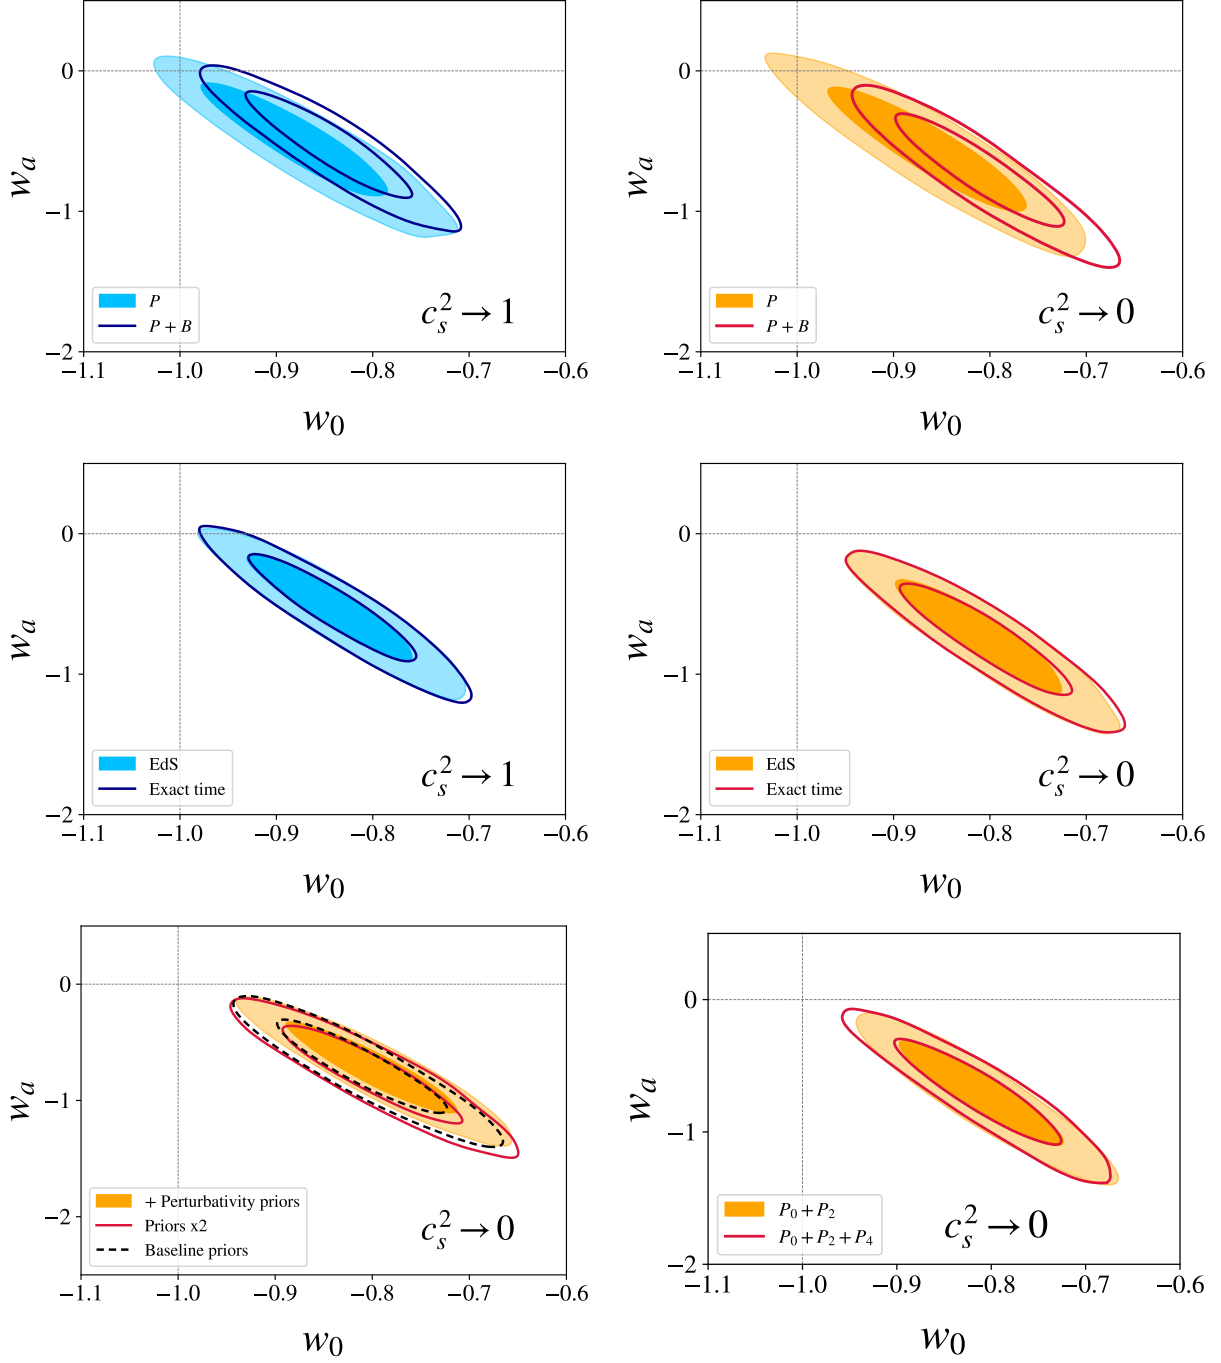 0
−1
−2
w_a
P
P + B
c_s^2 → 1
−1.1 −1.0 −0.9 −0.8 −0.7 −0.6
w_0
0
−1
−2
w_a
P
P + B
c_s^2 → 0
−1.1 −1.0 −0.9 −0.8 −0.7 −0.6
w_0
0
−1
−2
w_a
EdS
Exact time
c_s^2 → 1
−1.1 −1.0 −0.9 −0.8 −0.7 −0.6
w_0
0
−1
−2
w_a
EdS
Exact time
c_s^2 → 0
−1.1 −1.0 −0.9 −0.8 −0.7 −0.6
w_0
0
−1
−2
w_a
+ Perturbativity priors
Priors x2
Baseline priors
c_s^2 → 0
−1.1 −1.0 −0.9 −0.8 −0.7 −0.6
w_0
0
−1
−2
w_a
P_0 + P_2
P_0 + P_2 + P_4
c_s^2 → 0
−1.1 −1.0 −0.9 −0.8 −0.7 −0.6
w_0